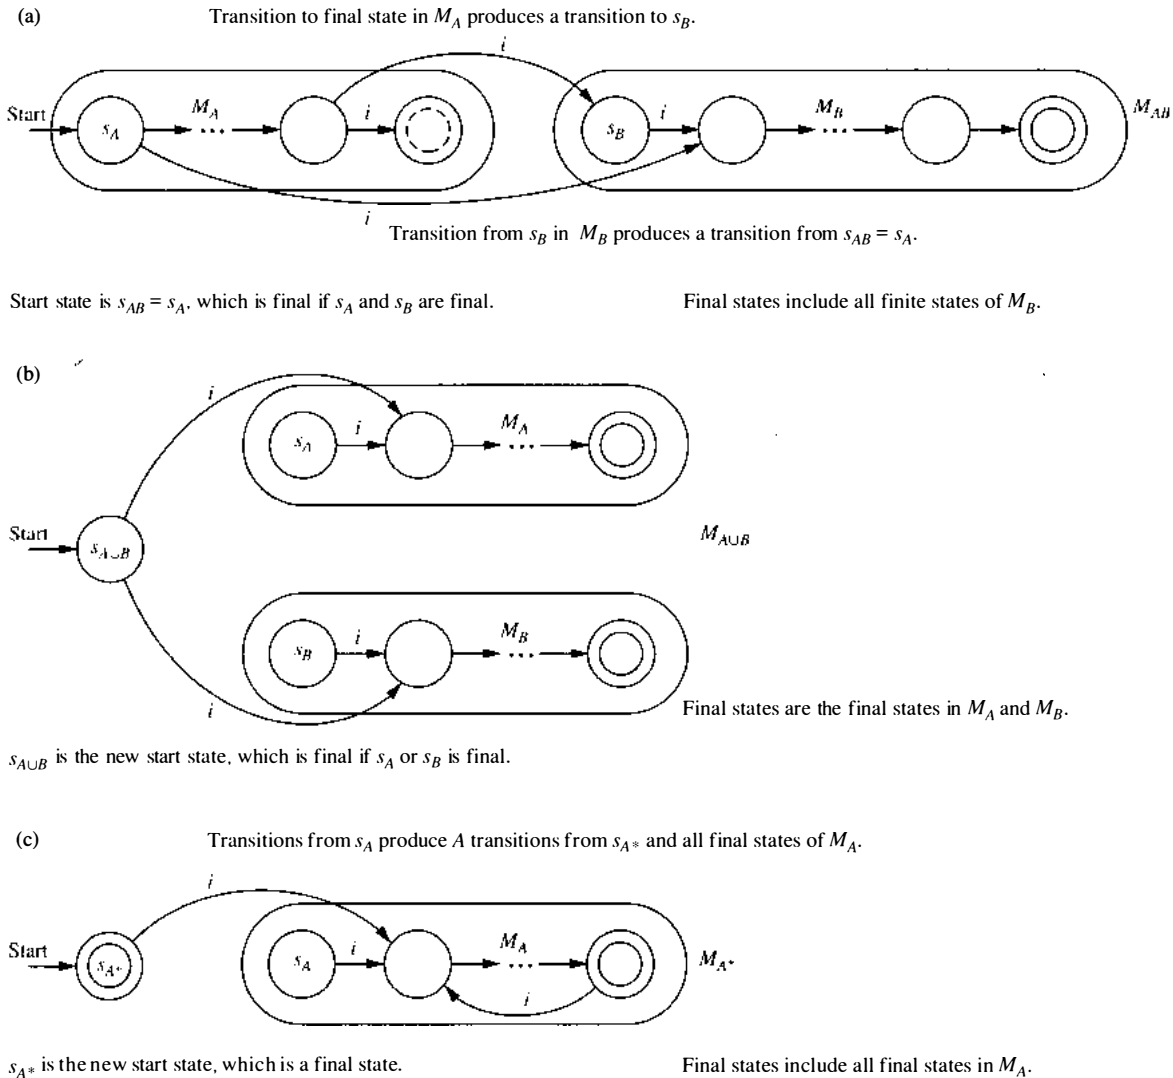 (a) Transition to final state in M_A produces a transition to s_B.
i
Start s_A M_A ... i s_B i M_B ... M_AB
i
Transition from s_B in M_B produces a transition from s_AB = s_A.
Start state is s_AB = s_A, which is final if s_A and s_B are final. Final states include all finite states of M_B.
(b)
i
s_A i M_A ...
Start s_A∪B M_A∪B
s_B i M_B ...
i
Final states are the final states in M_A and M_B.
s_A∪B is the new start state, which is final if s_A or s_B is final.
(c) Transitions from s_A produce A transitions from s_A* and all final states of M_A.
i
Start s_A* s_A i M_A ... M_A*
i
s_A* is the new start state, which is a final state. Final states include all final states in M_A.